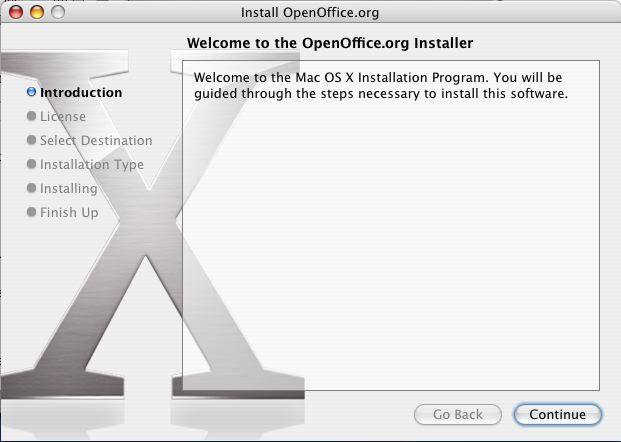 Install OpenOffice.org
Welcome to the OpenOffice.org Installer
Introduction
License
Select Destination
Installation Type
Installing
Finish Up
Welcome to the Mac OS X Installation Program. You will be
guided through the steps necessary to install this software.
Go Back
Continue